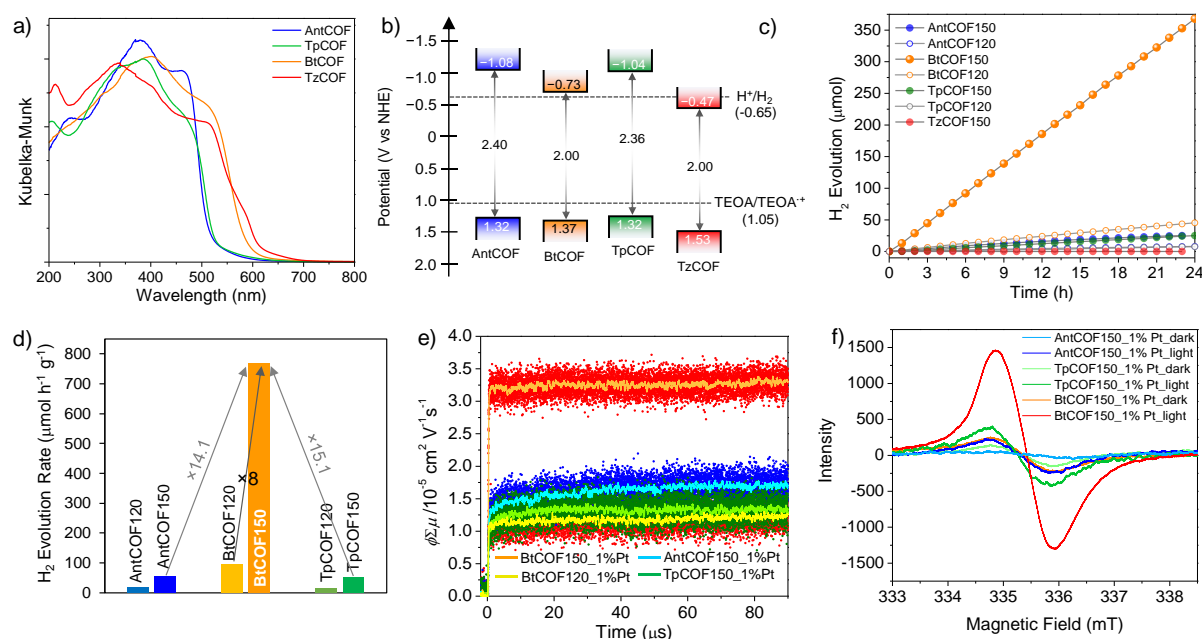 a)
AntCOF
TpCOF
BtCOF
TzCOF
Kubelka-Munk
200 300 400 500 600 700 800
Wavelength (nm)
b)
Potential (V vs NHE)
−1.5
−1.0
−0.5
0
0.5
1.0
1.5
2.0
−1.08
−0.73
−1.04
−0.47
H⁺/H₂
(-0.65)
2.40
2.00
2.36
2.00
TEOA/TEOA·⁺
(1.05)
1.32
1.37
1.32
1.53
AntCOF
BtCOF
TpCOF
TzCOF
c)
H₂ Evolution (μmol)
350
300
250
200
150
100
50
0
AntCOF150
AntCOF120
BtCOF150
BtCOF120
TpCOF150
TpCOF120
TzCOF150
0 3 6 9 12 15 18 21 24
Time (h)
d)
H₂ Evolution Rate (μmol h⁻¹ g⁻¹)
800
700
600
500
400
300
200
100
0
×14.1
×8
×15.1
AntCOF120
AntCOF150
BtCOF120
BtCOF150
TpCOF120
TpCOF150
e)
ϕΣμ /10⁻⁵ cm² V⁻¹s⁻¹
4.0
3.5
3.0
2.5
2.0
1.5
1.0
0.5
0.0
BtCOF150_1%Pt
AntCOF150_1%Pt
BtCOF120_1%Pt
TpCOF150_1%Pt
0 20 40 60 80
Time (μs)
f)
Intensity
1500
1000
500
0
-500
-1000
-1500
AntCOF150_1% Pt_dark
AntCOF150_1% Pt_light
TpCOF150_1% Pt_dark
TpCOF150_1% Pt_light
BtCOF150_1% Pt_dark
BtCOF150_1% Pt_light
333 334 335 336 337 338
Magnetic Field (mT)